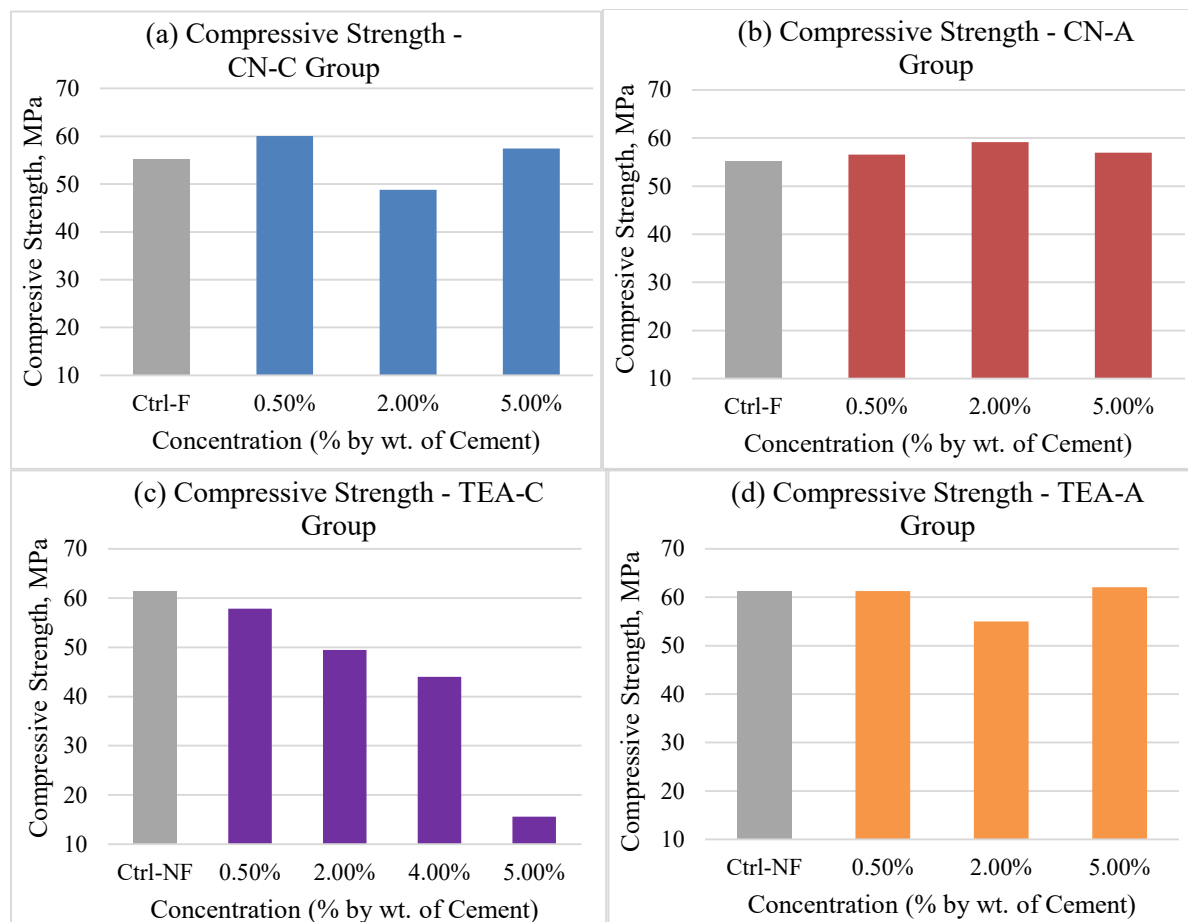 (a) Compressive Strength -
CN-C Group
Compresive Strength, MPa
70
60
50
40
30
20
10
Ctrl-F 0.50% 2.00% 5.00%
Concentration (% by wt. of Cement)
(b) Compressive Strength - CN-A
Group
Compressive Strength, MPa
70
60
50
40
30
20
10
Ctrl-F 0.50% 2.00% 5.00%
Concentration (% by wt. of Cement)
(c) Compressive Strength - TEA-C
Group
Compressive Strength, MPa
70
60
50
40
30
20
10
Ctrl-NF 0.50% 2.00% 4.00% 5.00%
Concentration (% by wt. of Cement)
(d) Compressive Strength - TEA-A
Group
Compressive Strength, MPa
70
60
50
40
30
20
10
Ctrl-NF 0.50% 2.00% 5.00%
Concentration (% by wt. of Cement)